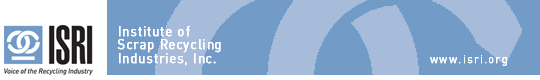 ISRI
Voice of the Recycling Industry
Institute of
Scrap Recycling
Industries, Inc.
www.isri.org